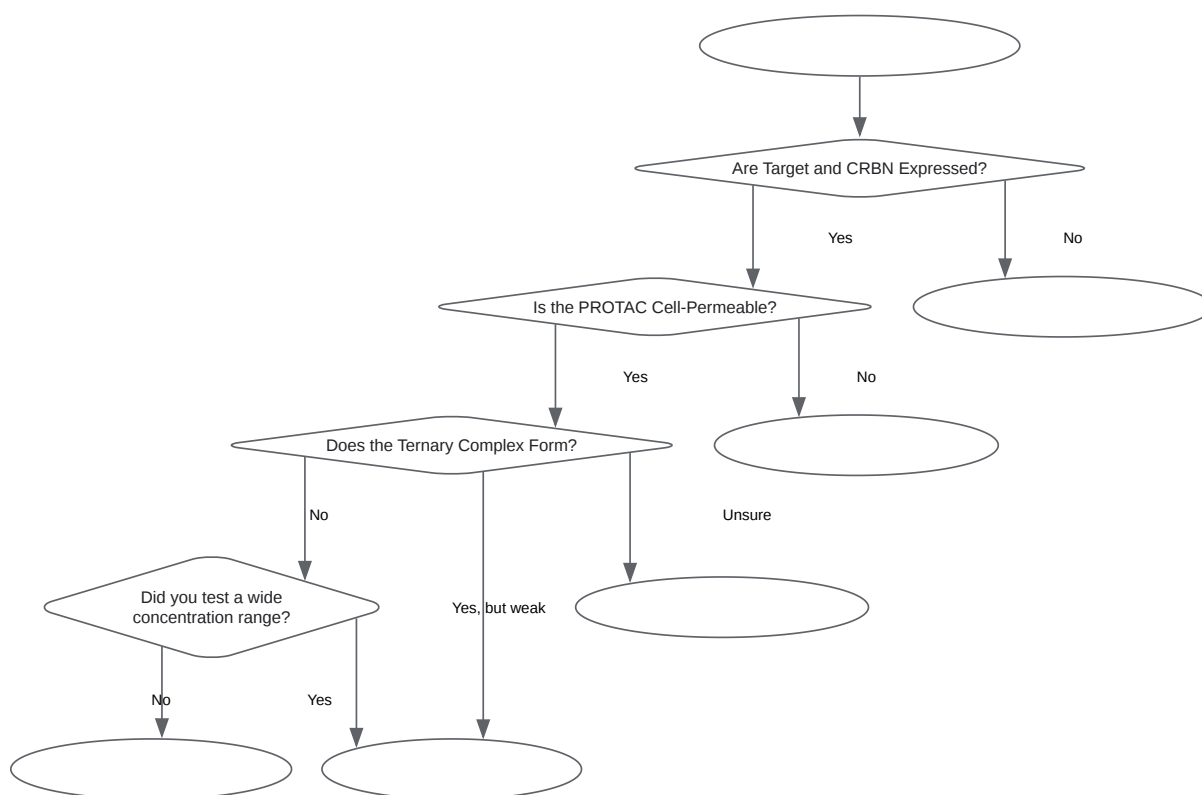 Are Target and CRBN Expressed?
Yes
No
Is the PROTAC Cell-Permeable?
Yes
No
Does the Ternary Complex Form?
No
Unsure
Did you test a wide
concentration range?
Yes, but weak
No
Yes